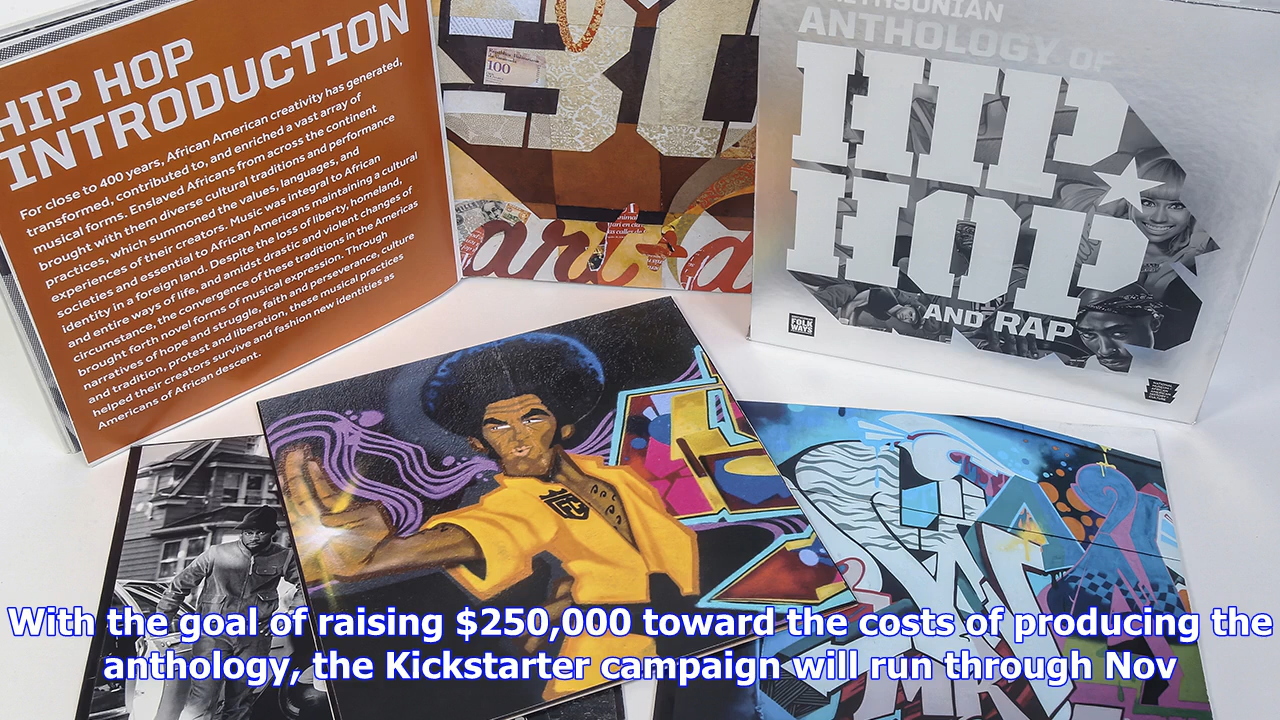 HIP HOP
INTRODUCTION
For close to 400 years, African American creativity has generated,
transformed, contributed to, and enriched a vast array of
musical forms. Enslaved Africans from across the continent
brought with them diverse cultural traditions and performance
practices, which summoned the values, languages, and
experiences of their creators. Music was integral to African
societies and essential to African Americans maintaining a cultural
identity in a foreign land. Despite the loss of liberty, homeland,
and entire ways of life, and amidst drastic and violent changes of
circumstance, the convergence of these traditions in the Americas
brought forth novel forms of musical expression. Through
narratives of hope and struggle, faith and perseverance, culture
and tradition, protest and liberation, these musical practices
helped their creators survive and fashion new identities as
Americans of African descent.
100
SMITHSONIAN
ANTHOLOGY OF
HIP
HOP
AND RAP
FOLK
WAYS
With the goal of raising $250,000 toward the costs of producing the
anthology, the Kickstarter campaign will run through Nov